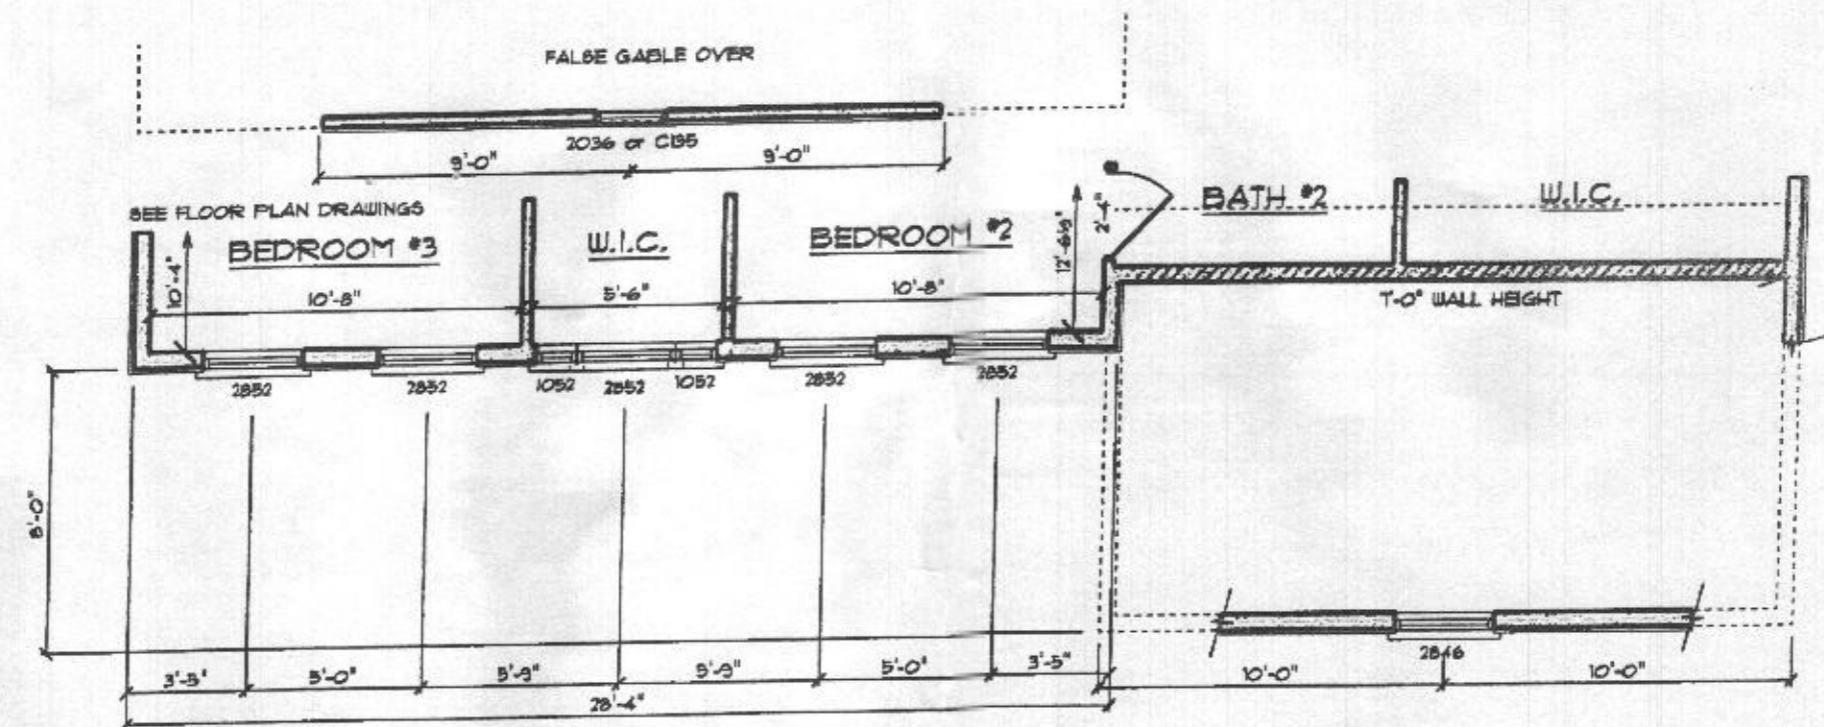 FALSE GABLE OVER
2036 or C135
9'-0"
9'-0"
SEE FLOOR PLAN DRAWINGS
BEDROOM #3
W.I.C.
BEDROOM #2
BATH #2
W.I.C.
10'-4"
12'-6½"
2'-4"
10'-8"
5'-6"
10'-8"
7'-0" WALL HEIGHT
2852
2852
1052
2852
1052
2852
2852
8'-0"
3'-5"
5'-0"
5'-9"
5'-9"
5'-0"
3'-5"
28'-4"
2846
10'-0"
10'-0"